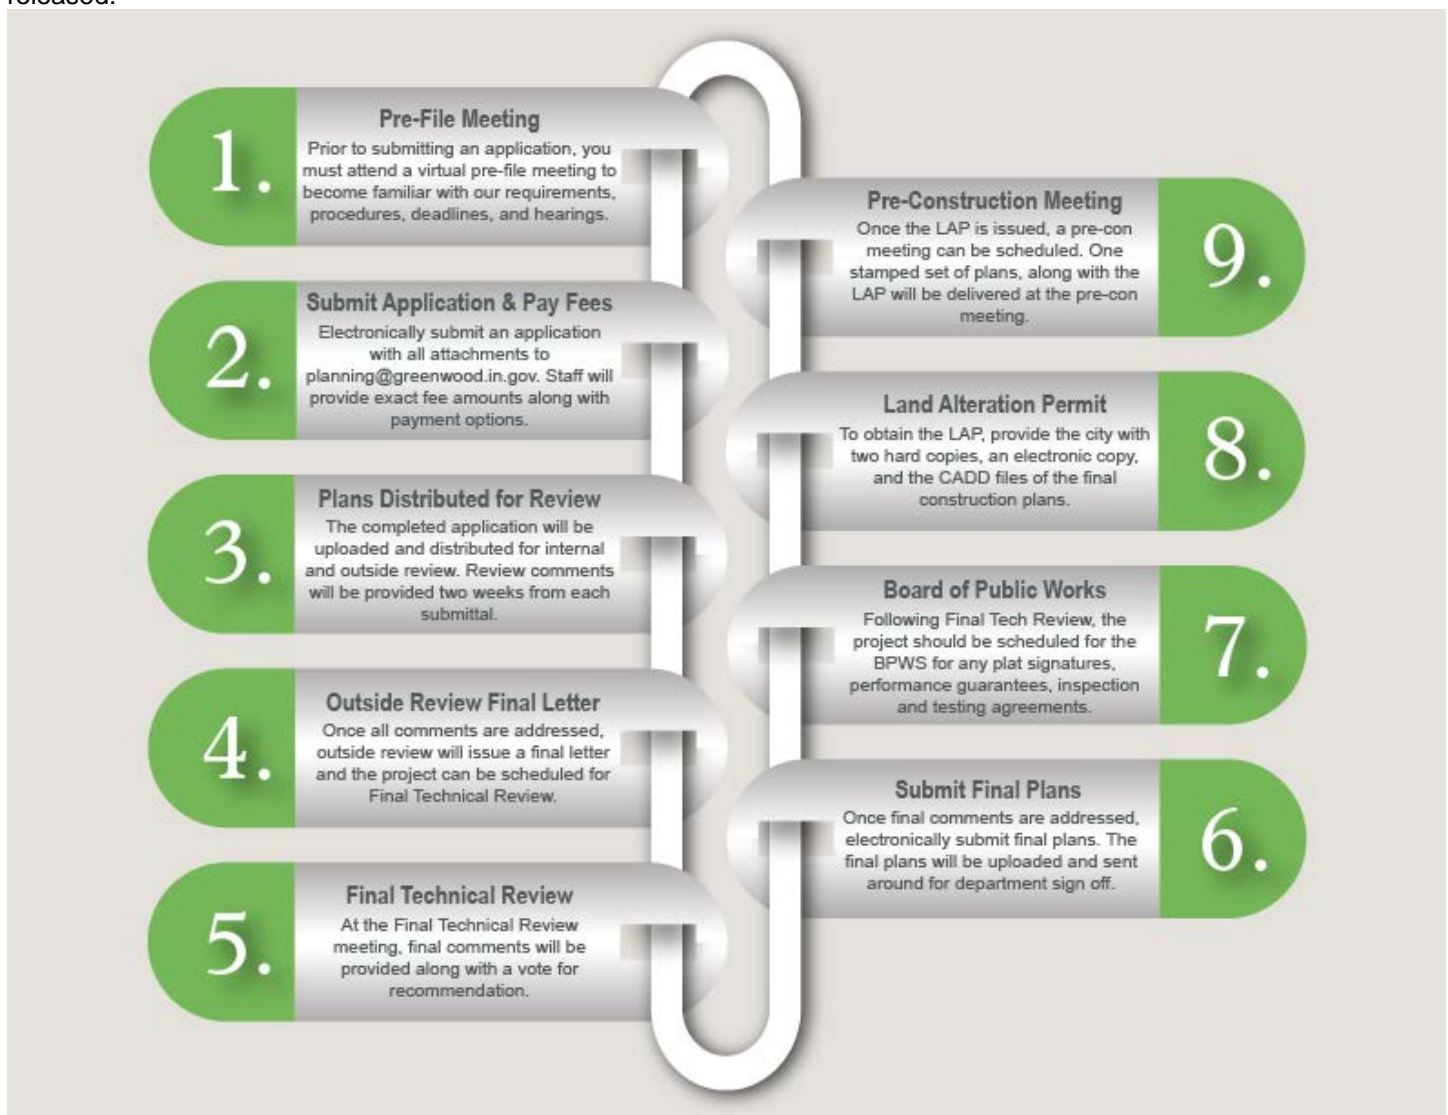 released.
1.
Pre-File Meeting
Prior to submitting an application, you
must attend a virtual pre-file meeting to
become familiar with our requirements,
procedures, deadlines, and hearings.
2.
Submit Application & Pay Fees
Electronically submit an application
with all attachments to
planning@greenwood.in.gov. Staff will
provide exact fee amounts along with
payment options.
3.
Plans Distributed for Review
The completed application will be
uploaded and distributed for internal
and outside review. Review comments
will be provided two weeks from each
submittal.
4.
Outside Review Final Letter
Once all comments are addressed,
outside review will issue a final letter
and the project can be scheduled for
Final Technical Review.
5.
Final Technical Review
At the Final Technical Review
meeting, final comments will be
provided along with a vote for
recommendation.
6.
Submit Final Plans
Once final comments are addressed,
electronically submit final plans. The
final plans will be uploaded and sent
around for department sign off.
7.
Board of Public Works
Following Final Tech Review, the
project should be scheduled for the
BPWS for any plat signatures,
performance guarantees, inspection
and testing agreements.
8.
Land Alteration Permit
To obtain the LAP, provide the city with
two hard copies, an electronic copy,
and the CADD files of the final
construction plans.
9.
Pre-Construction Meeting
Once the LAP is issued, a pre-con
meeting can be scheduled. One
stamped set of plans, along with the
LAP will be delivered at the pre-con
meeting.